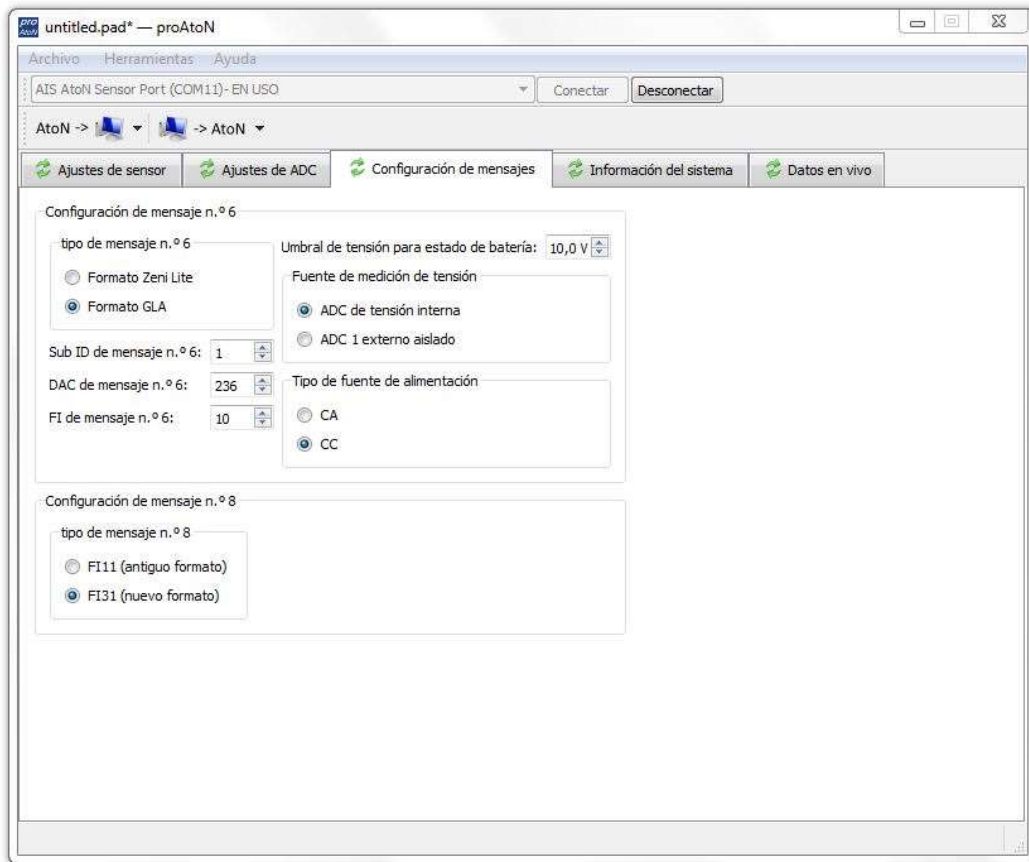 pro AtoN untitled.pad* — proAtoN
Archivo Herramientas Ayuda
AIS AtoN Sensor Port (COM11)- EN USO Conectar Desconectar
AtoN -> -> AtoN
Ajustes de sensor Ajustes de ADC Configuración de mensajes Información del sistema Datos en vivo
Configuración de mensaje n.º 6
tipo de mensaje n.º 6
Formato Zeni Lite
Formato GLA
Sub ID de mensaje n.º 6: 1
DAC de mensaje n.º 6: 236
FI de mensaje n.º 6: 10
Umbral de tensión para estado de batería: 10,0 V
Fuente de medición de tensión
ADC de tensión interna
ADC 1 externo aislado
Tipo de fuente de alimentación
CA
CC
Configuración de mensaje n.º 8
tipo de mensaje n.º 8
FI11 (antiguo formato)
FI31 (nuevo formato)